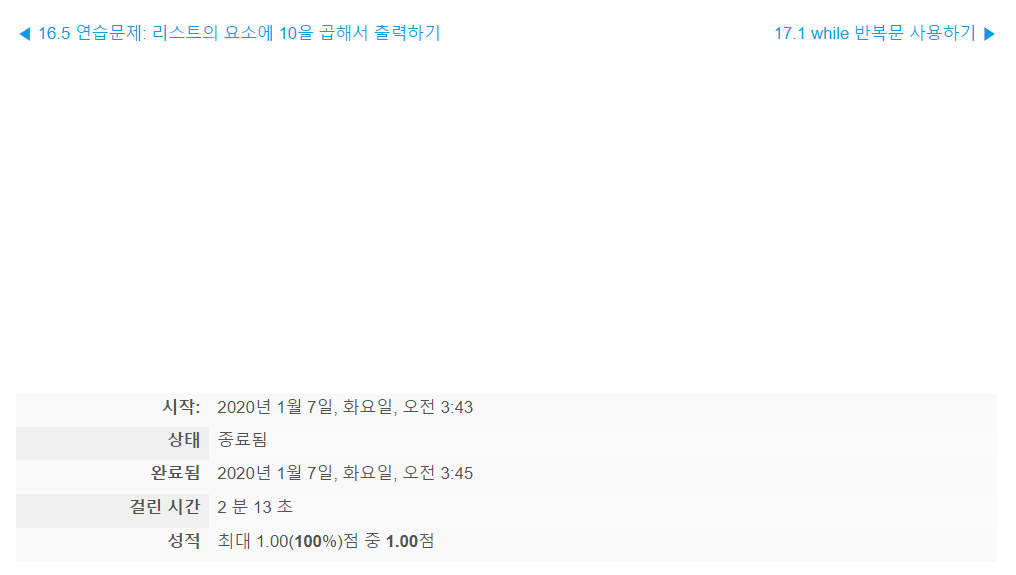 ◀ 16.5 연습문제: 리스트의 요소에 10을 곱해서 출력하기
17.1 while 반복문 사용하기 ▶
시작: 2020년 1월 7일, 화요일, 오전 3:43
상태 종료됨
완료됨 2020년 1월 7일, 화요일, 오전 3:45
걸린 시간 2 분 13 초
성적 최대 1.00(100%)점 중 1.00점